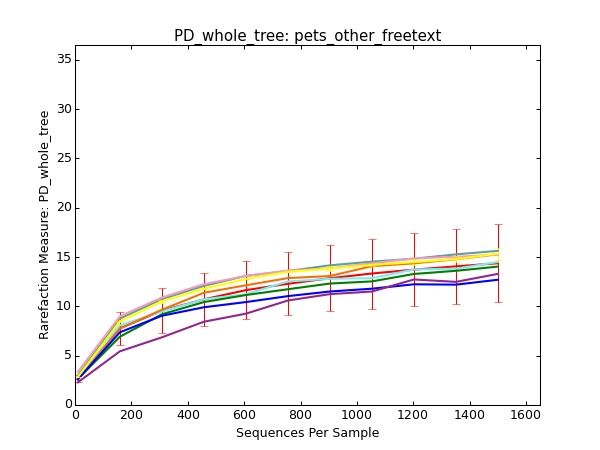 PD_whole_tree: pets_other_freetext
35
30
25
20
15
10
5
0
0 200 400 600 800 1000 1200 1400 1600
Rarefaction Measure: PD_whole_tree
Sequences Per Sample